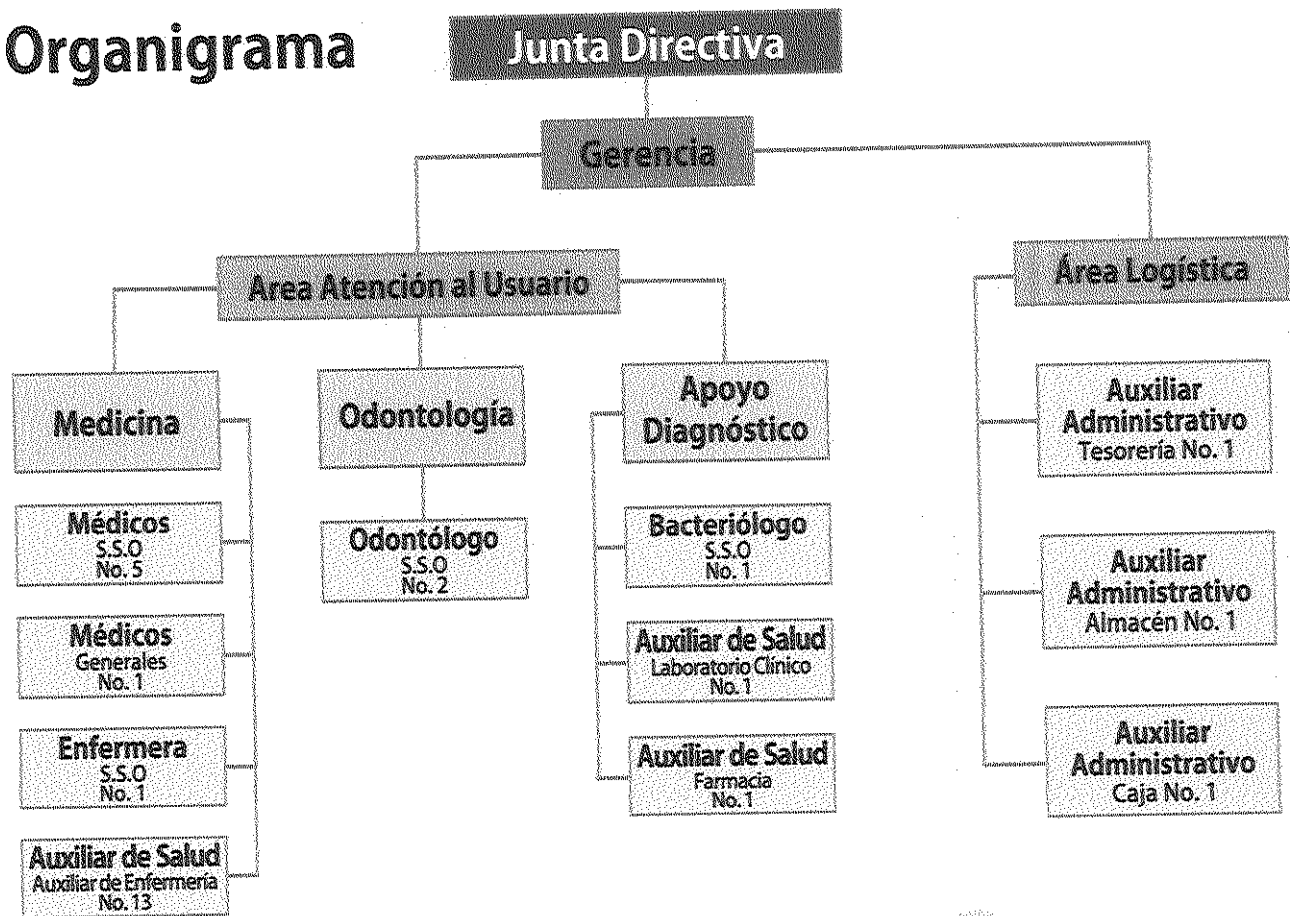 Organigrama
Junta Directiva
Gerencia
Area Atención al Usuario
Área Logística
Medicina
Odontología
Apoyo
Diagnóstico
Médicos
S.S.O
No. 5
Médicos
Generales
No. 1
Enfermera
S.S.O
No. 1
Auxiliar de Salud
Auxiliar de Enfermería
No. 13
Odontólogo
S.S.O
No. 2
Bacteriólogo
S.S.O
No. 1
Auxiliar de Salud
Laboratorio Clínico
No. 1
Auxiliar de Salud
Farmacia
No. 1
Auxiliar
Administrativo
Tesorería No. 1
Auxiliar
Administrativo
Almacén No. 1
Auxiliar
Administrativo
Caja No. 1